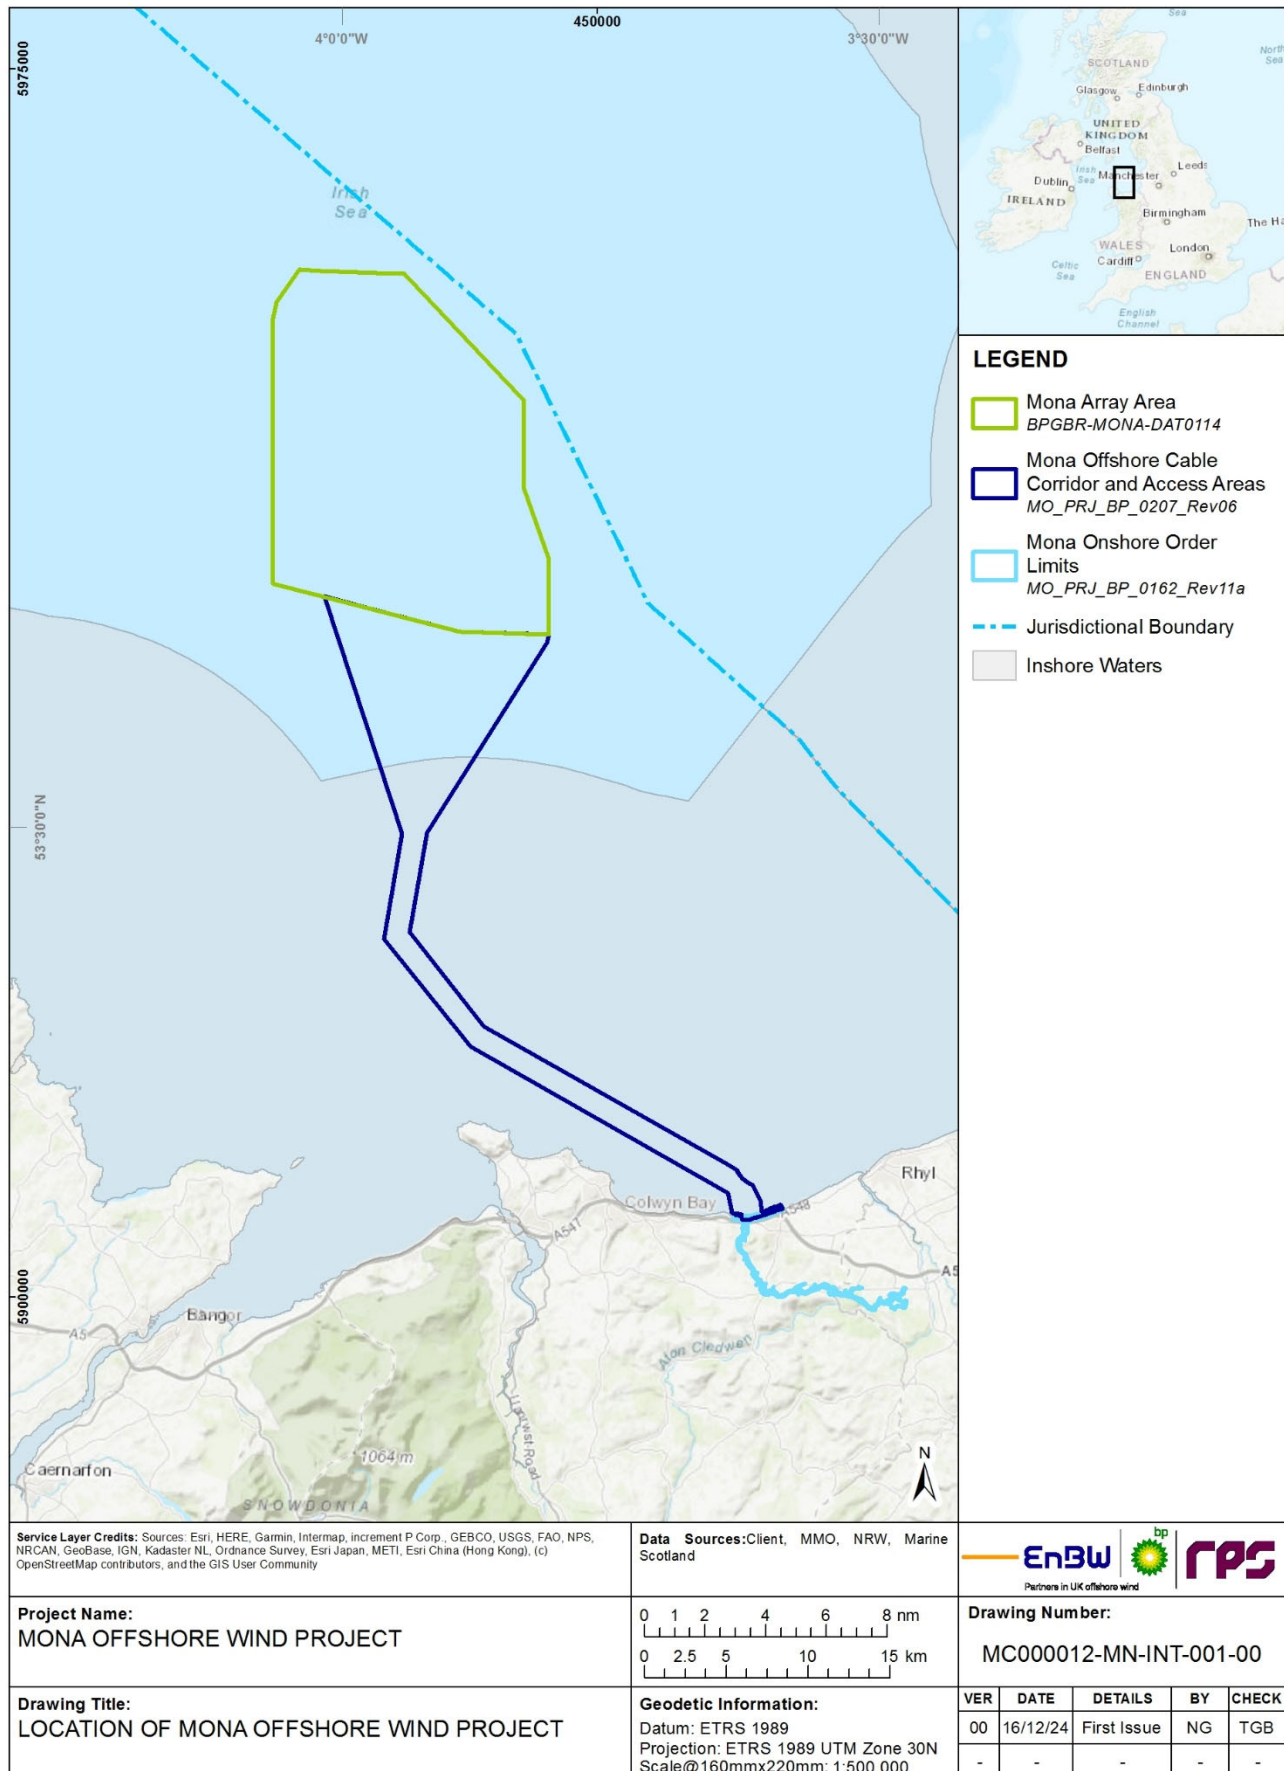 450000
4°0'0"W
3°30'0"W
5975000
Irish
Sea
53°30'0"N
5900000
Rhyl
Colwyn Bay
A548
A547
A5
Bangor
A5
Afon Cledwen
Llanrwst Road
1064 m
Caernarfon
SNOWDONIA
N
Sea
North
Sea
SCOTLAND
Glasgow
Edinburgh
UNITED
KINGDOM
Belfast
Leeds
Irish
Sea
Manchester
Dublin
IRELAND
Birmingham
The Ha
WALES
London
Cardiff
Celtic
Sea
ENGLAND
English
Channel
LEGEND
Mona Array Area
BPGBR-MONA-DAT0114
Mona Offshore Cable
Corridor and Access Areas
MO_PRJ_BP_0207_Rev06
Mona Onshore Order
Limits
MO_PRJ_BP_0162_Rev11a
Jurisdictional Boundary
Inshore Waters
Service Layer Credits: Sources: Esri, HERE, Garmin, Intermap, increment P Corp., GEBCO, USGS, FAO, NPS,
NRCAN, GeoBase, IGN, Kadaster NL, Ordnance Survey, Esri Japan, METI, Esri China (Hong Kong), (c)
OpenStreetMap contributors, and the GIS User Community
Data Sources:Client, MMO, NRW, Marine
Scotland
EnBW
bp
rps
Partners in UK offshore wind
Project Name:
MONA OFFSHORE WIND PROJECT
0 1 2 4 6 8 nm
0 2.5 5 10 15 km
Drawing Number:
MC000012-MN-INT-001-00
Drawing Title:
LOCATION OF MONA OFFSHORE WIND PROJECT
Geodetic Information:
Datum: ETRS 1989
Projection: ETRS 1989 UTM Zone 30N
Scale@160mmx220mm: 1:500,000
VER DATE DETAILS BY CHECK
00 16/12/24 First Issue NG TGB
- - - - -